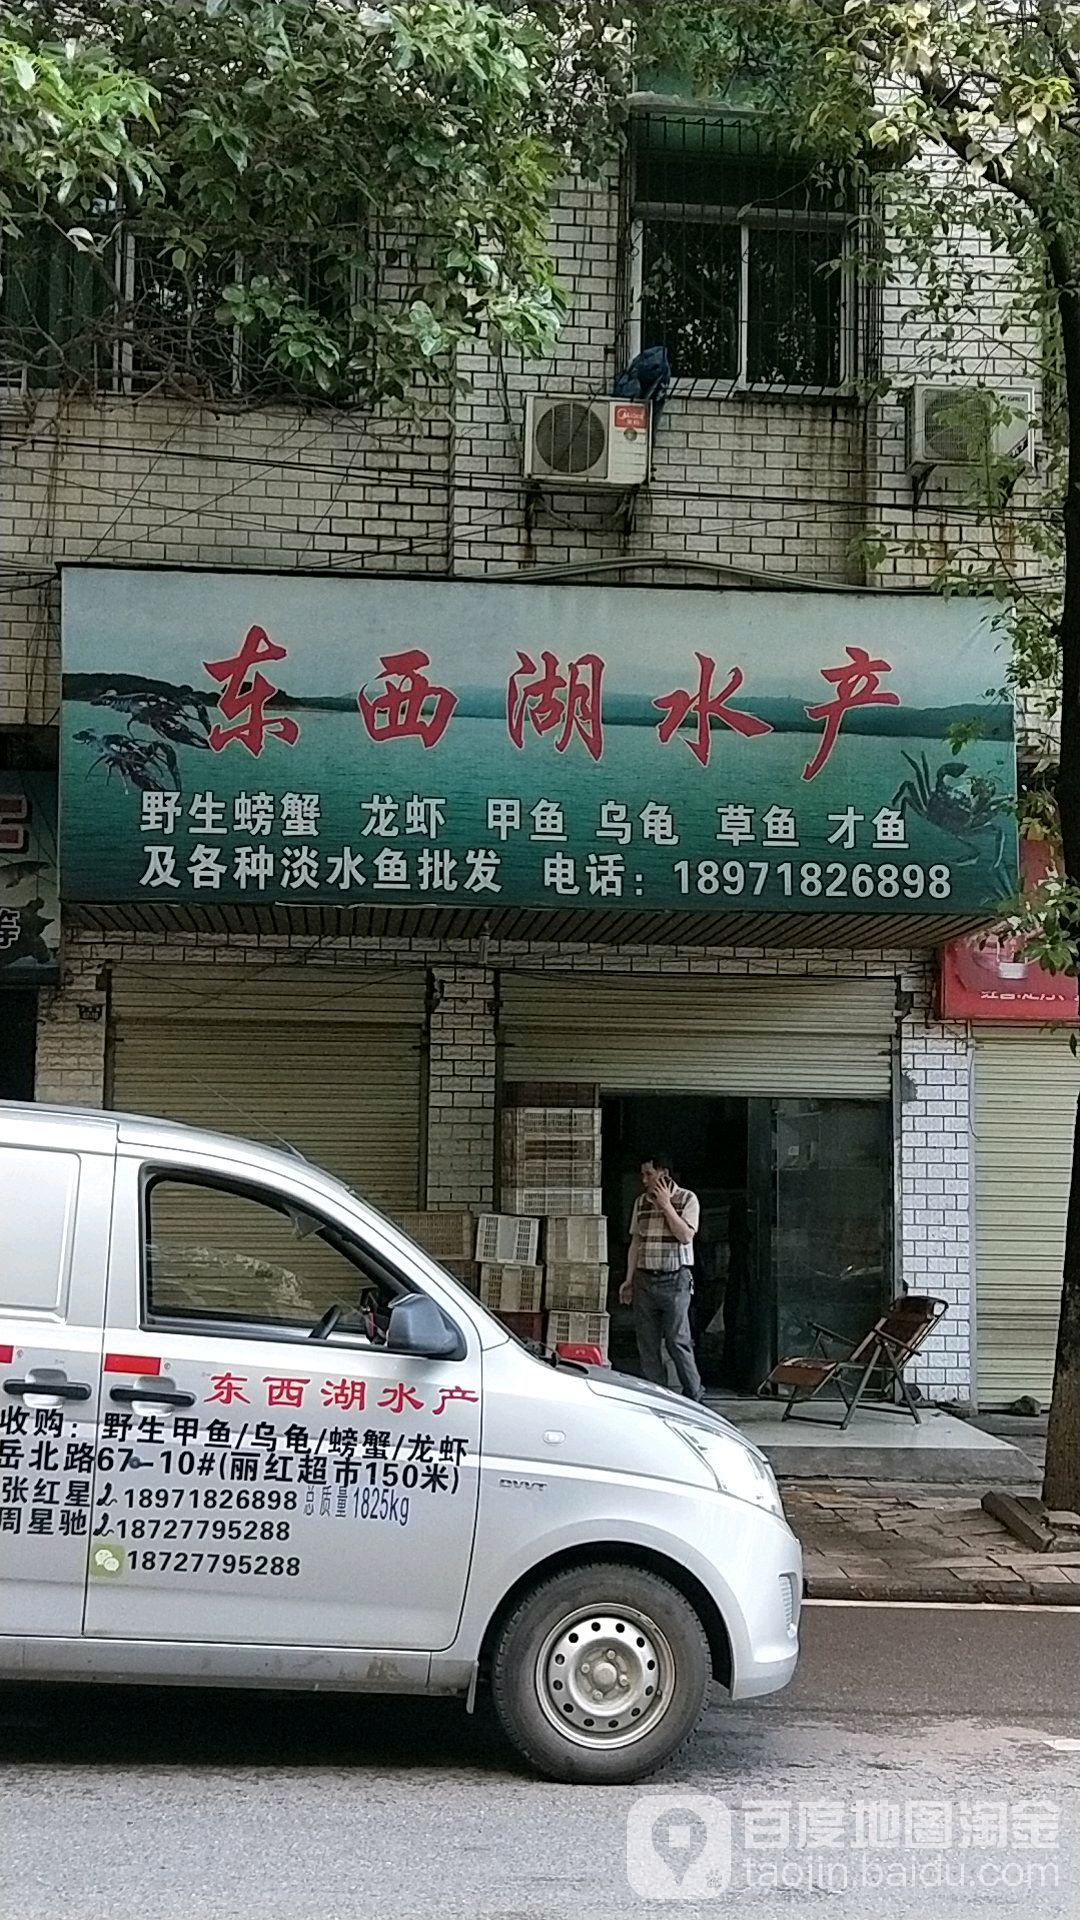 东西湖水产
野生螃蟹 龙虾 甲鱼 乌龟 草鱼 才鱼
及各种淡水鱼批发 电话：18971826898
等
东西湖水产
收购：野生甲鱼/乌龟/螃蟹/龙虾
岳北路67-10#(丽红超市150米)
张红星 18971826898 总质量1825kg
周星驰 18727795288
18727795288
DVVT
百度地图淘金
taojin.baidu.com